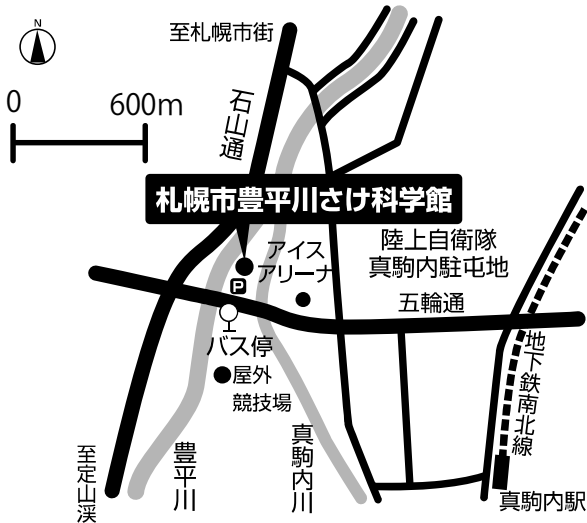 N
至札幌市街
0 600m
石山通
札幌市豊平川さけ科学館
アイス
アリーナ
陸上自衛隊
真駒内駐屯地
P
五輪通
バス停
地下鉄南北線
屋外
競技場
至定山渓
豊平川
真駒内川
真駒内駅